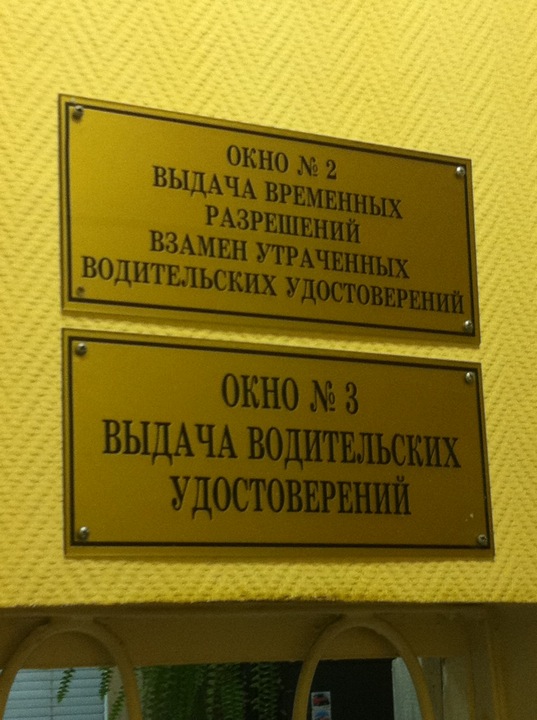 ОКНО № 2
ВЫДАЧА ВРЕМЕННЫХ
РАЗРЕШЕНИЙ
ВЗАМЕН УТРАЧЕННЫХ
ВОДИТЕЛЬСКИХ УДОСТОВЕРЕНИЙ
ОКНО № 3
ВЫДАЧА ВОДИТЕЛЬСКИХ
УДОСТОВЕРЕНИЙ